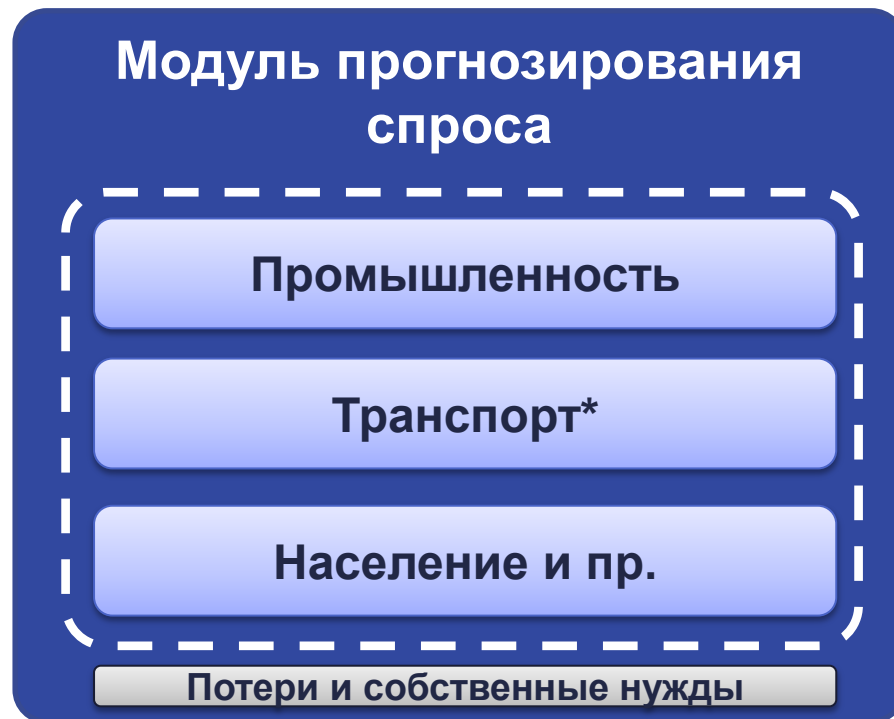 Модуль прогнозирования
спроса
Промышленность
Транспорт*
Население и пр.
Потери и собственные нужды